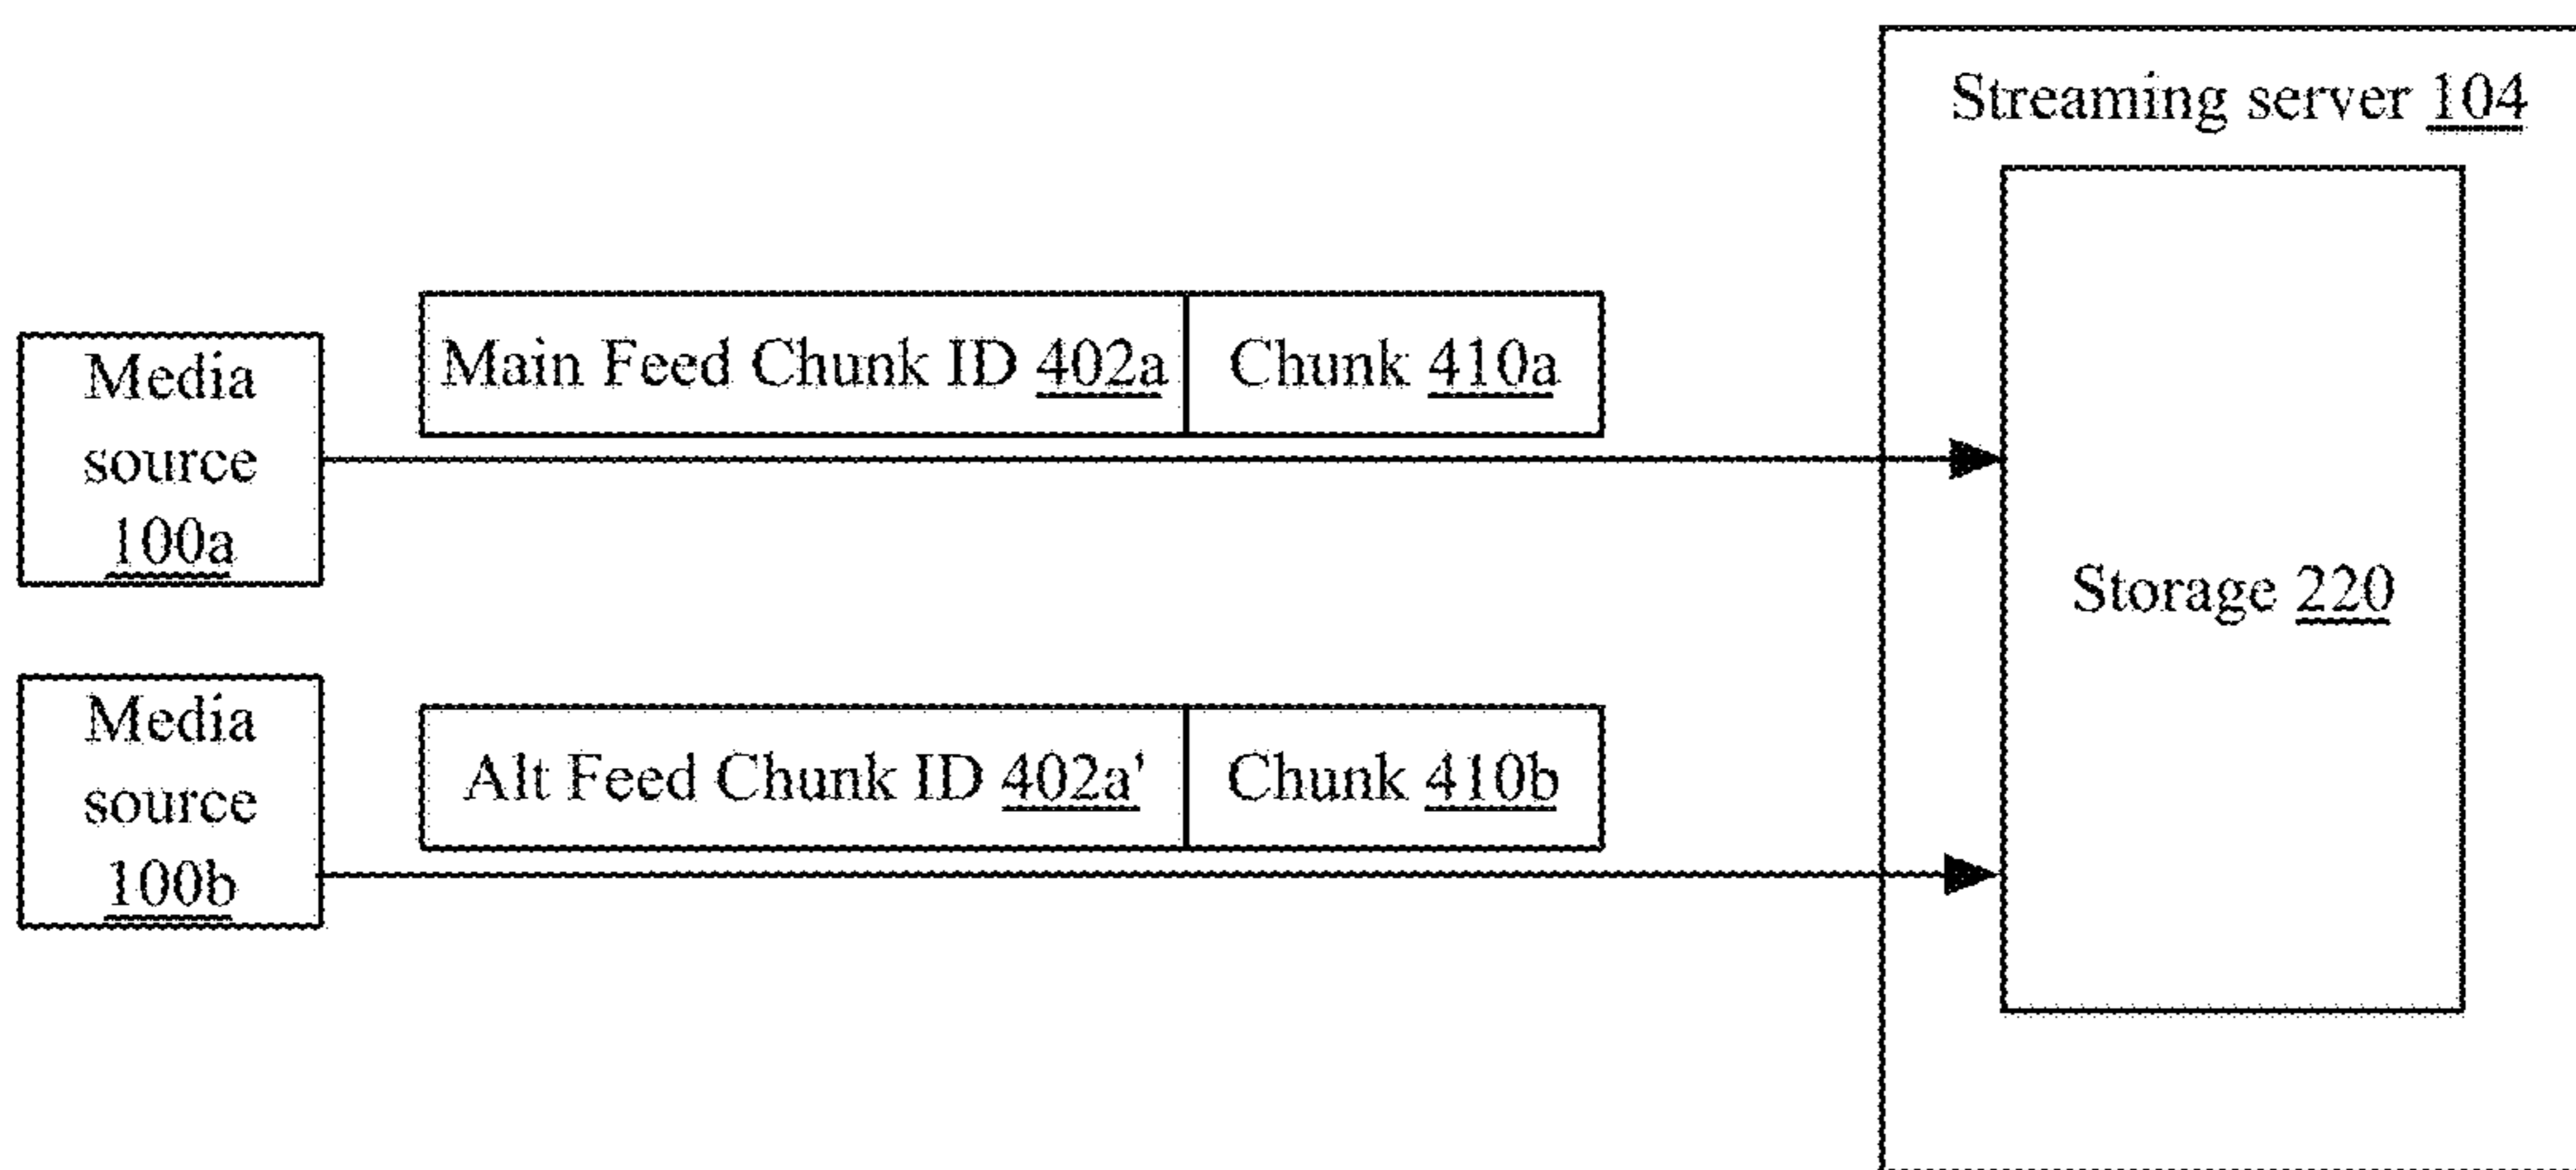 Streaming server 104
Main Feed Chunk ID 402a
Chunk 410a
Media
source
100a
Storage 220
Media
source
100b
Alt Feed Chunk ID 402a'
Chunk 410b